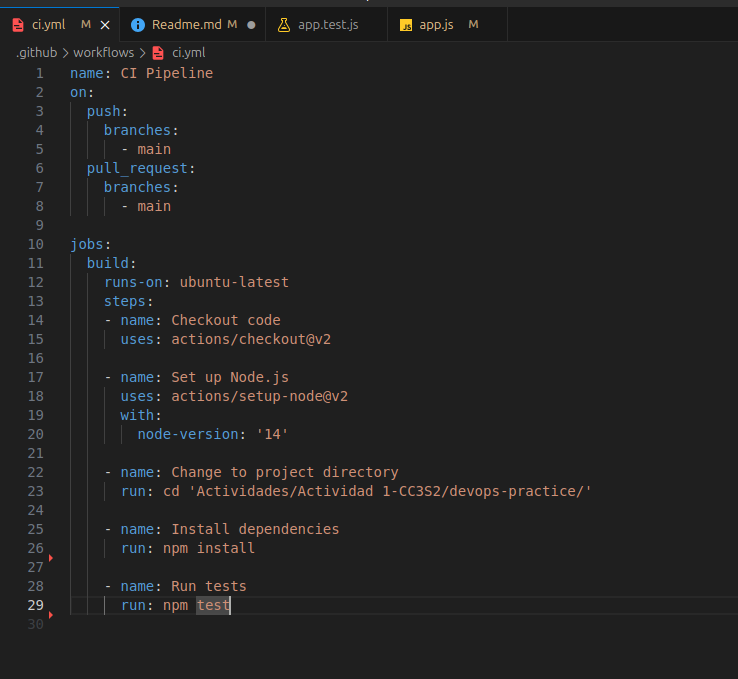 ci.yml M × Readme.md M ● app.test.js JS app.js M
.github > workflows > ci.yml
1 name: CI Pipeline
2 on:
3 push:
4 branches:
5 - main
6 pull_request:
7 branches:
8 - main
9
10 jobs:
11 build:
12 runs-on: ubuntu-latest
13 steps:
14 - name: Checkout code
15 uses: actions/checkout@v2
16
17 - name: Set up Node.js
18 uses: actions/setup-node@v2
19 with:
20 node-version: '14'
21
22 - name: Change to project directory
23 run: cd 'Actividades/Actividad 1-CC3S2/devops-practice/'
24
25 - name: Install dependencies
26 run: npm install
27
28 - name: Run tests
29 run: npm test
30